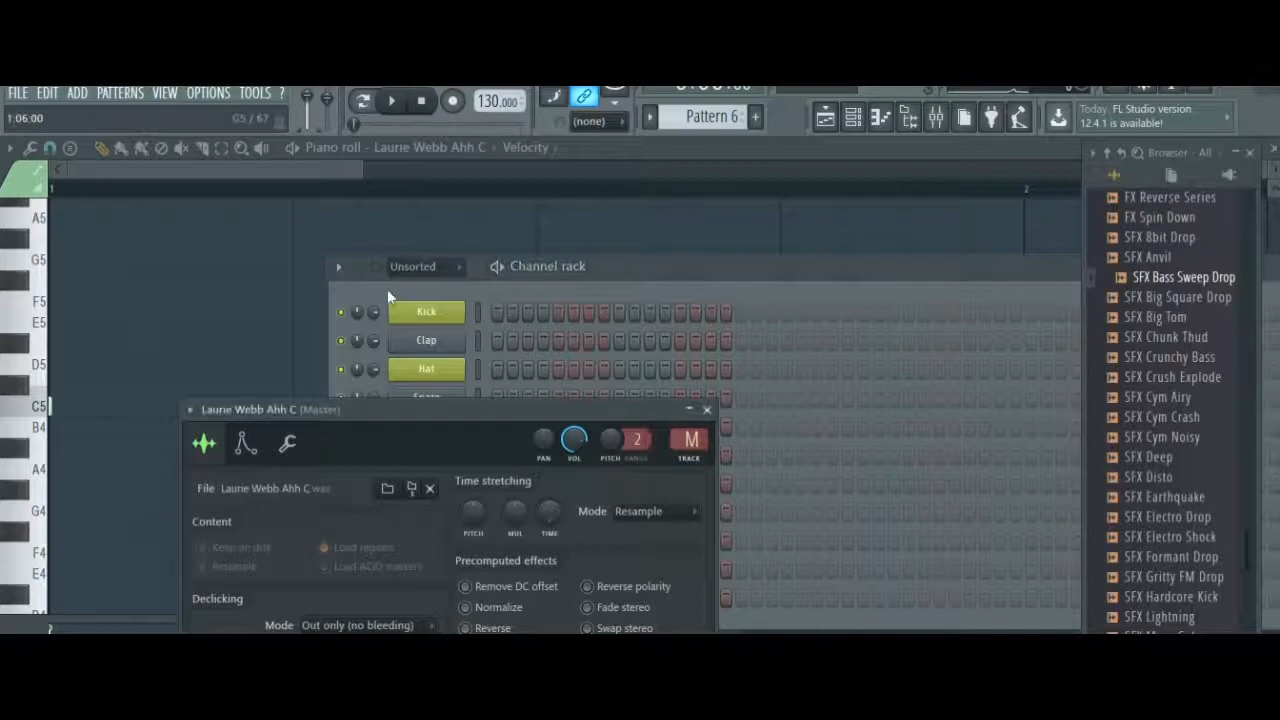 FILE EDIT ADD PATTERNS VIEW OPTIONS TOOLS ?
130.000
1:06:00 G5 / 67
(none)
Pattern 6
Today FL Studio version
12.4.1 is available!
Piano roll - Laurie Webb Ahh C Velocity
Browser - All
1
2
A5
G5
F5
E5
D5
C5
B4
A4
G4
F4
E4
Unsorted
Channel rack
Kick
Clap
Hat
Laurie Webb Ahh C (Master)
PAN VOL PITCH RANGE 2 M TRACK
File Laurie Webb Ahh C.wav
Content
Keep on disk
Resample
Load regions
Load ACID markers
Declicking
Mode Out only (no bleeding)
Time stretching
PITCH MUL TIME
Mode Resample
Precomputed effects
Remove DC offset
Reverse polarity
Normalize
Fade stereo
Reverse
Swap stereo
FX Reverse Series
FX Spin Down
SFX 8bit Drop
SFX Anvil
SFX Bass Sweep Drop
SFX Big Square Drop
SFX Big Tom
SFX Chunk Thud
SFX Crunchy Bass
SFX Crush Explode
SFX Cym Airy
SFX Cym Crash
SFX Cym Noisy
SFX Deep
SFX Disto
SFX Earthquake
SFX Electro Drop
SFX Electro Shock
SFX Formant Drop
SFX Gritty FM Drop
SFX Hardcore Kick
SFX Lightning